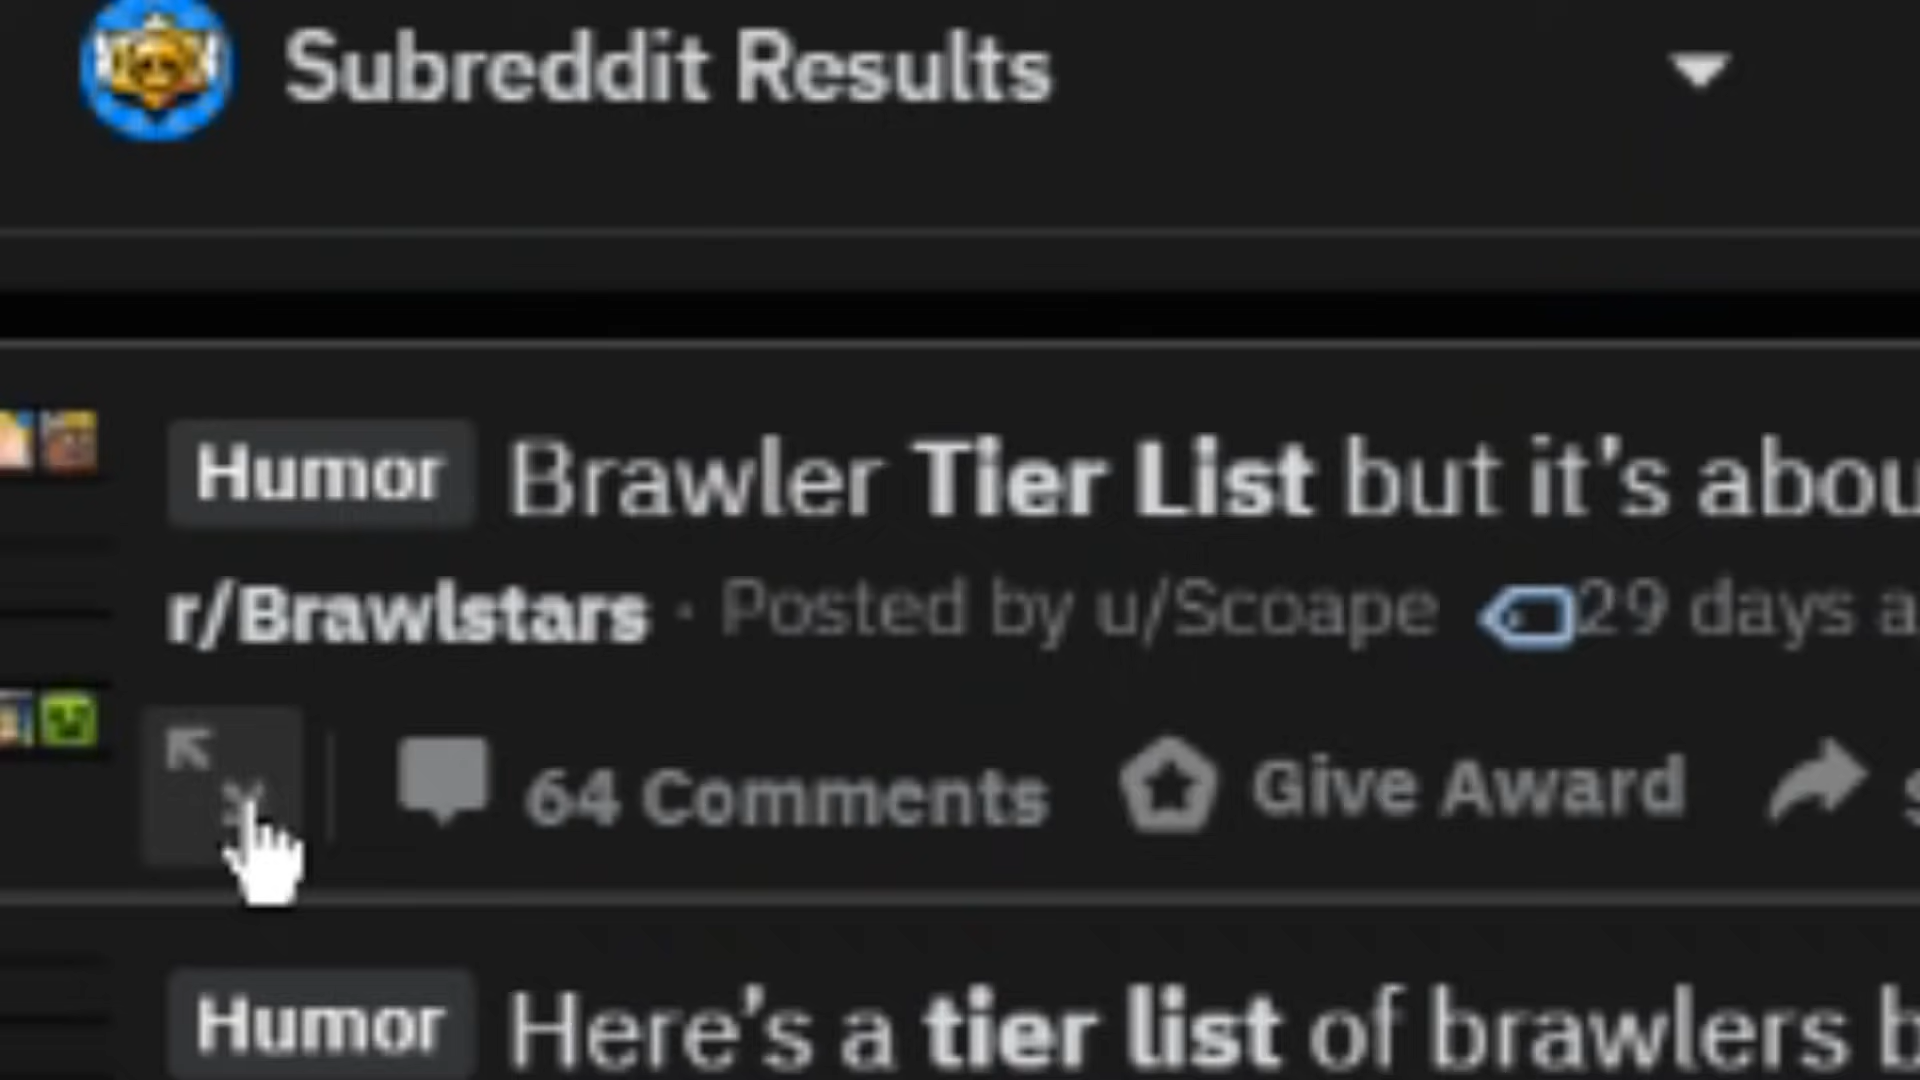 Subreddit Results
Humor Brawler Tier List but it’s abou
r/Brawlstars · Posted by u/Scoape 29 days a
64 Comments Give Award
Humor Here’s a tier list of brawlers b